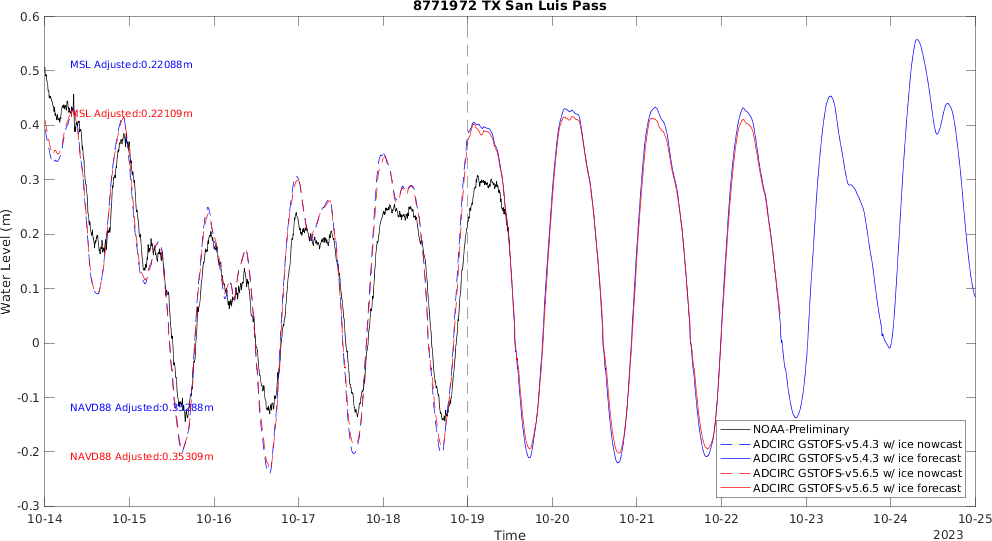 8771972 TX San Luis Pass
0.6
0.5
0.4
0.3
0.2
0.1
0
-0.1
-0.2
-0.3
Water Level (m)
MSL Adjusted:0.22088m
MSL Adjusted:0.22109m
NAVD88 Adjusted:0.35288m
NAVD88 Adjusted:0.35309m
NOAA-Preliminary
ADCIRC GSTOFS-v5.4.3 w/ ice nowcast
ADCIRC GSTOFS-v5.4.3 w/ ice forecast
ADCIRC GSTOFS-v5.6.5 w/ ice nowcast
ADCIRC GSTOFS-v5.6.5 w/ ice forecast
10-14 10-15 10-16 10-17 10-18 10-19 10-20 10-21 10-22 10-23 10-24 10-25
Time
2023